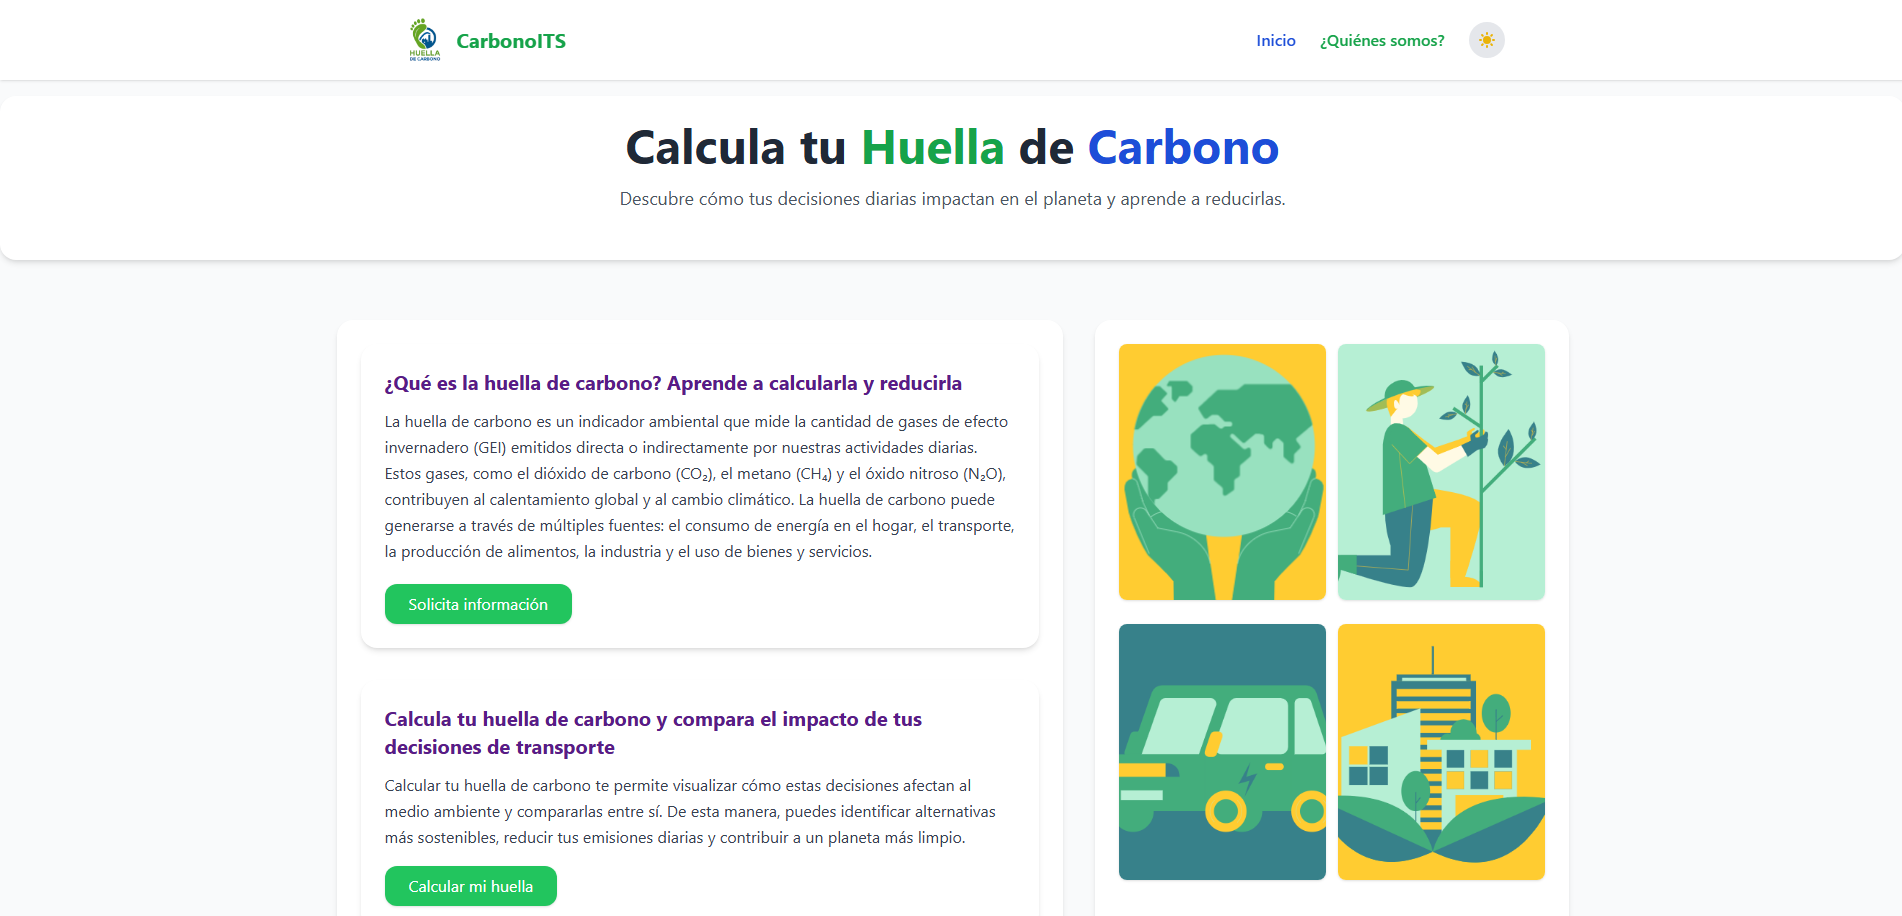 HUELLA
DE CARBONO
CarbonoITS
Inicio
¿Quiénes somos?
Calcula tu Huella de Carbono
Descubre cómo tus decisiones diarias impactan en el planeta y aprende a reducirlas.
¿Qué es la huella de carbono? Aprende a calcularla y reducirla
La huella de carbono es un indicador ambiental que mide la cantidad de gases de efecto
invernadero (GEI) emitidos directa o indirectamente por nuestras actividades diarias.
Estos gases, como el dióxido de carbono (CO₂), el metano (CH₄) y el óxido nitroso (N₂O),
contribuyen al calentamiento global y al cambio climático. La huella de carbono puede
generarse a través de múltiples fuentes: el consumo de energía en el hogar, el transporte,
la producción de alimentos, la industria y el uso de bienes y servicios.
Solicita información
Calcula tu huella de carbono y compara el impacto de tus
decisiones de transporte
Calcular tu huella de carbono te permite visualizar cómo estas decisiones afectan al
medio ambiente y compararlas entre sí. De esta manera, puedes identificar alternativas
más sostenibles, reducir tus emisiones diarias y contribuir a un planeta más limpio.
Calcular mi huella